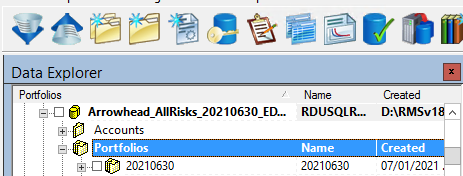 Data Explorer
Portfolios Name Created
Arrowhead_AllRisks_20210630_ED... RDUSQLR... D:\RMSv18
Accounts
Portfolios Name Created
20210630 20210630 07/01/2021